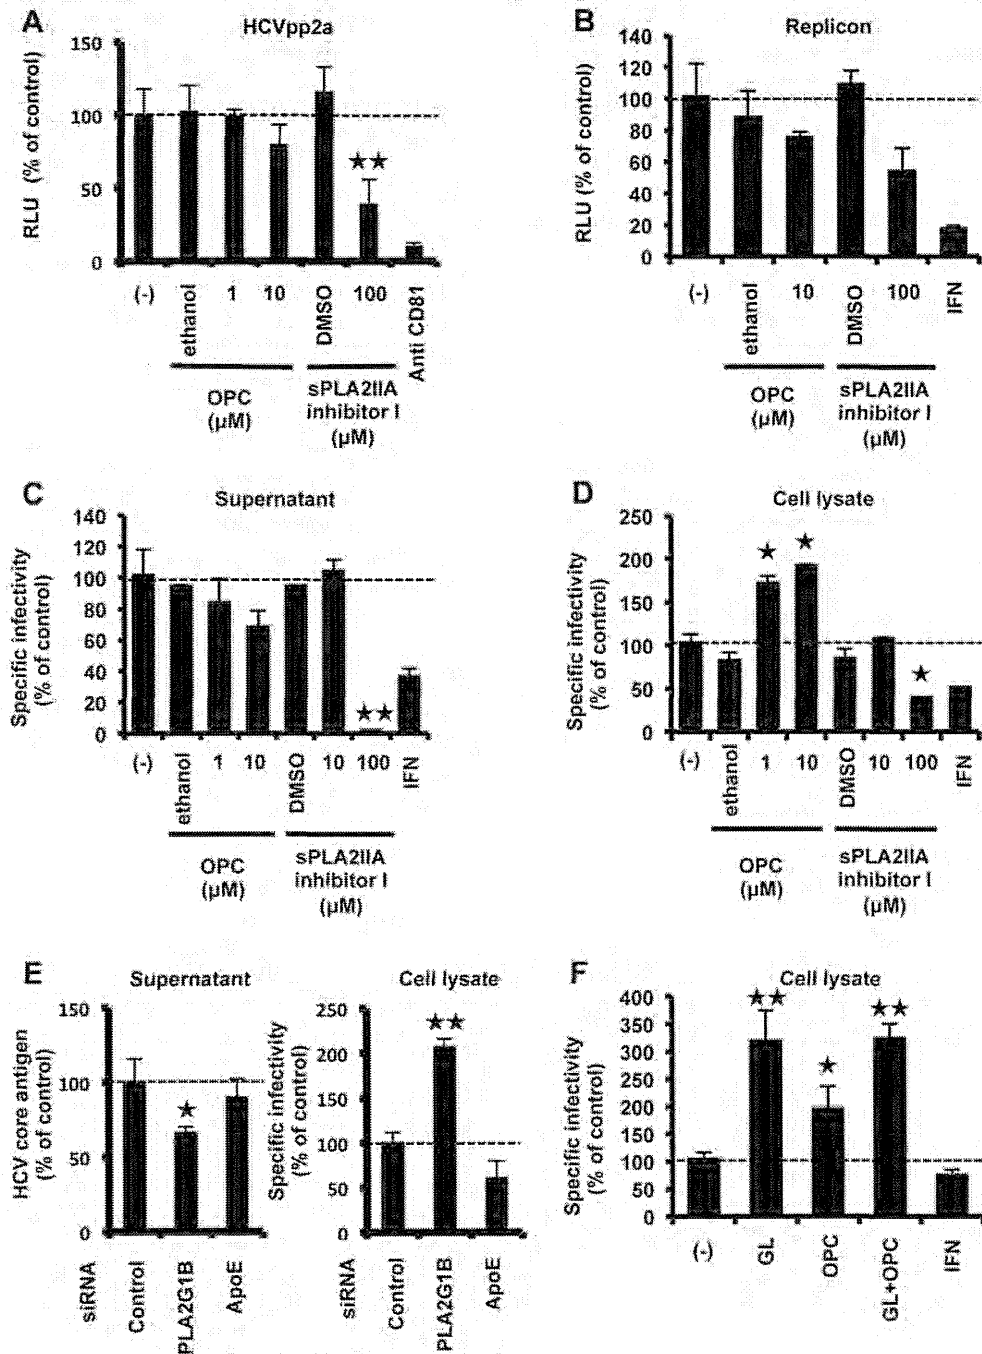 A
HCVpp2a
RLU (% of control)
150
100
50
0
★★
(-)
ethanol
1
10
DMSO
100
Anti CD81
OPC
(µM)
sPLA2IIA
inhibitor I
(µM)
B
Replicon
RLU (% of control)
140
120
100
80
60
40
20
0
(-)
ethanol
10
DMSO
100
IFN
OPC
(µM)
sPLA2IIA
inhibitor I
(µM)
C
Supernatant
Specific infectivity
(% of control)
140
120
100
80
60
40
20
0
★★
(-)
ethanol
1
10
DMSO
10
100
IFN
OPC
(µM)
sPLA2IIA
inhibitor I
(µM)
D
Cell lysate
Specific infectivity
(% of control)
250
200
150
100
50
0
★
★
★
(-)
ethanol
1
10
DMSO
10
100
IFN
OPC
(µM)
sPLA2IIA
inhibitor I
(µM)
E
Supernatant
HCV core antigen
(% of control)
150
100
50
0
★
siRNA
Control
PLA2G1B
ApoE
Cell lysate
Specific infectivity
(% of control)
250
200
150
100
50
0
★★
siRNA
Control
PLA2G1B
ApoE
F
Cell lysate
Specific infectivity
(% of control)
400
350
300
250
200
150
100
50
0
★★
★
★★
(-)
GL
OPC
GL+OPC
IFN